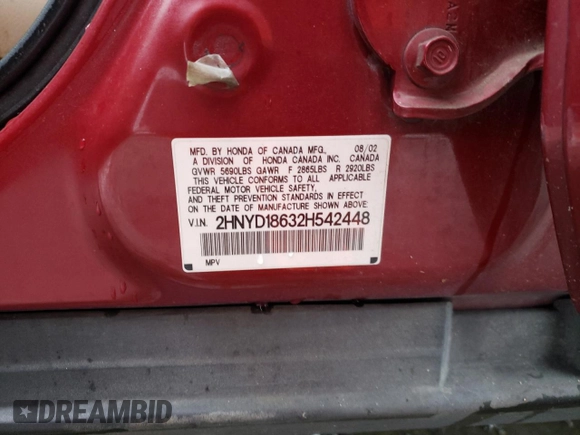 MFD. BY HONDA OF CANADA MFG., 08/02
A DIVISION OF HONDA CANADA INC. CANADA
GVWR 5690LBS GAWR F 2865LBS R 2920LBS
THIS VEHICLE CONFORMS TO ALL APPLICABLE
FEDERAL MOTOR VEHICLE SAFETY,
AND THEFT PREVENTION STANDARDS IN EFFECT
ON THE DATE OF MANUFACTURE SHOWN ABOVE:
V.I.N. 2HNYD18632H542448
MPV
DREAMBID